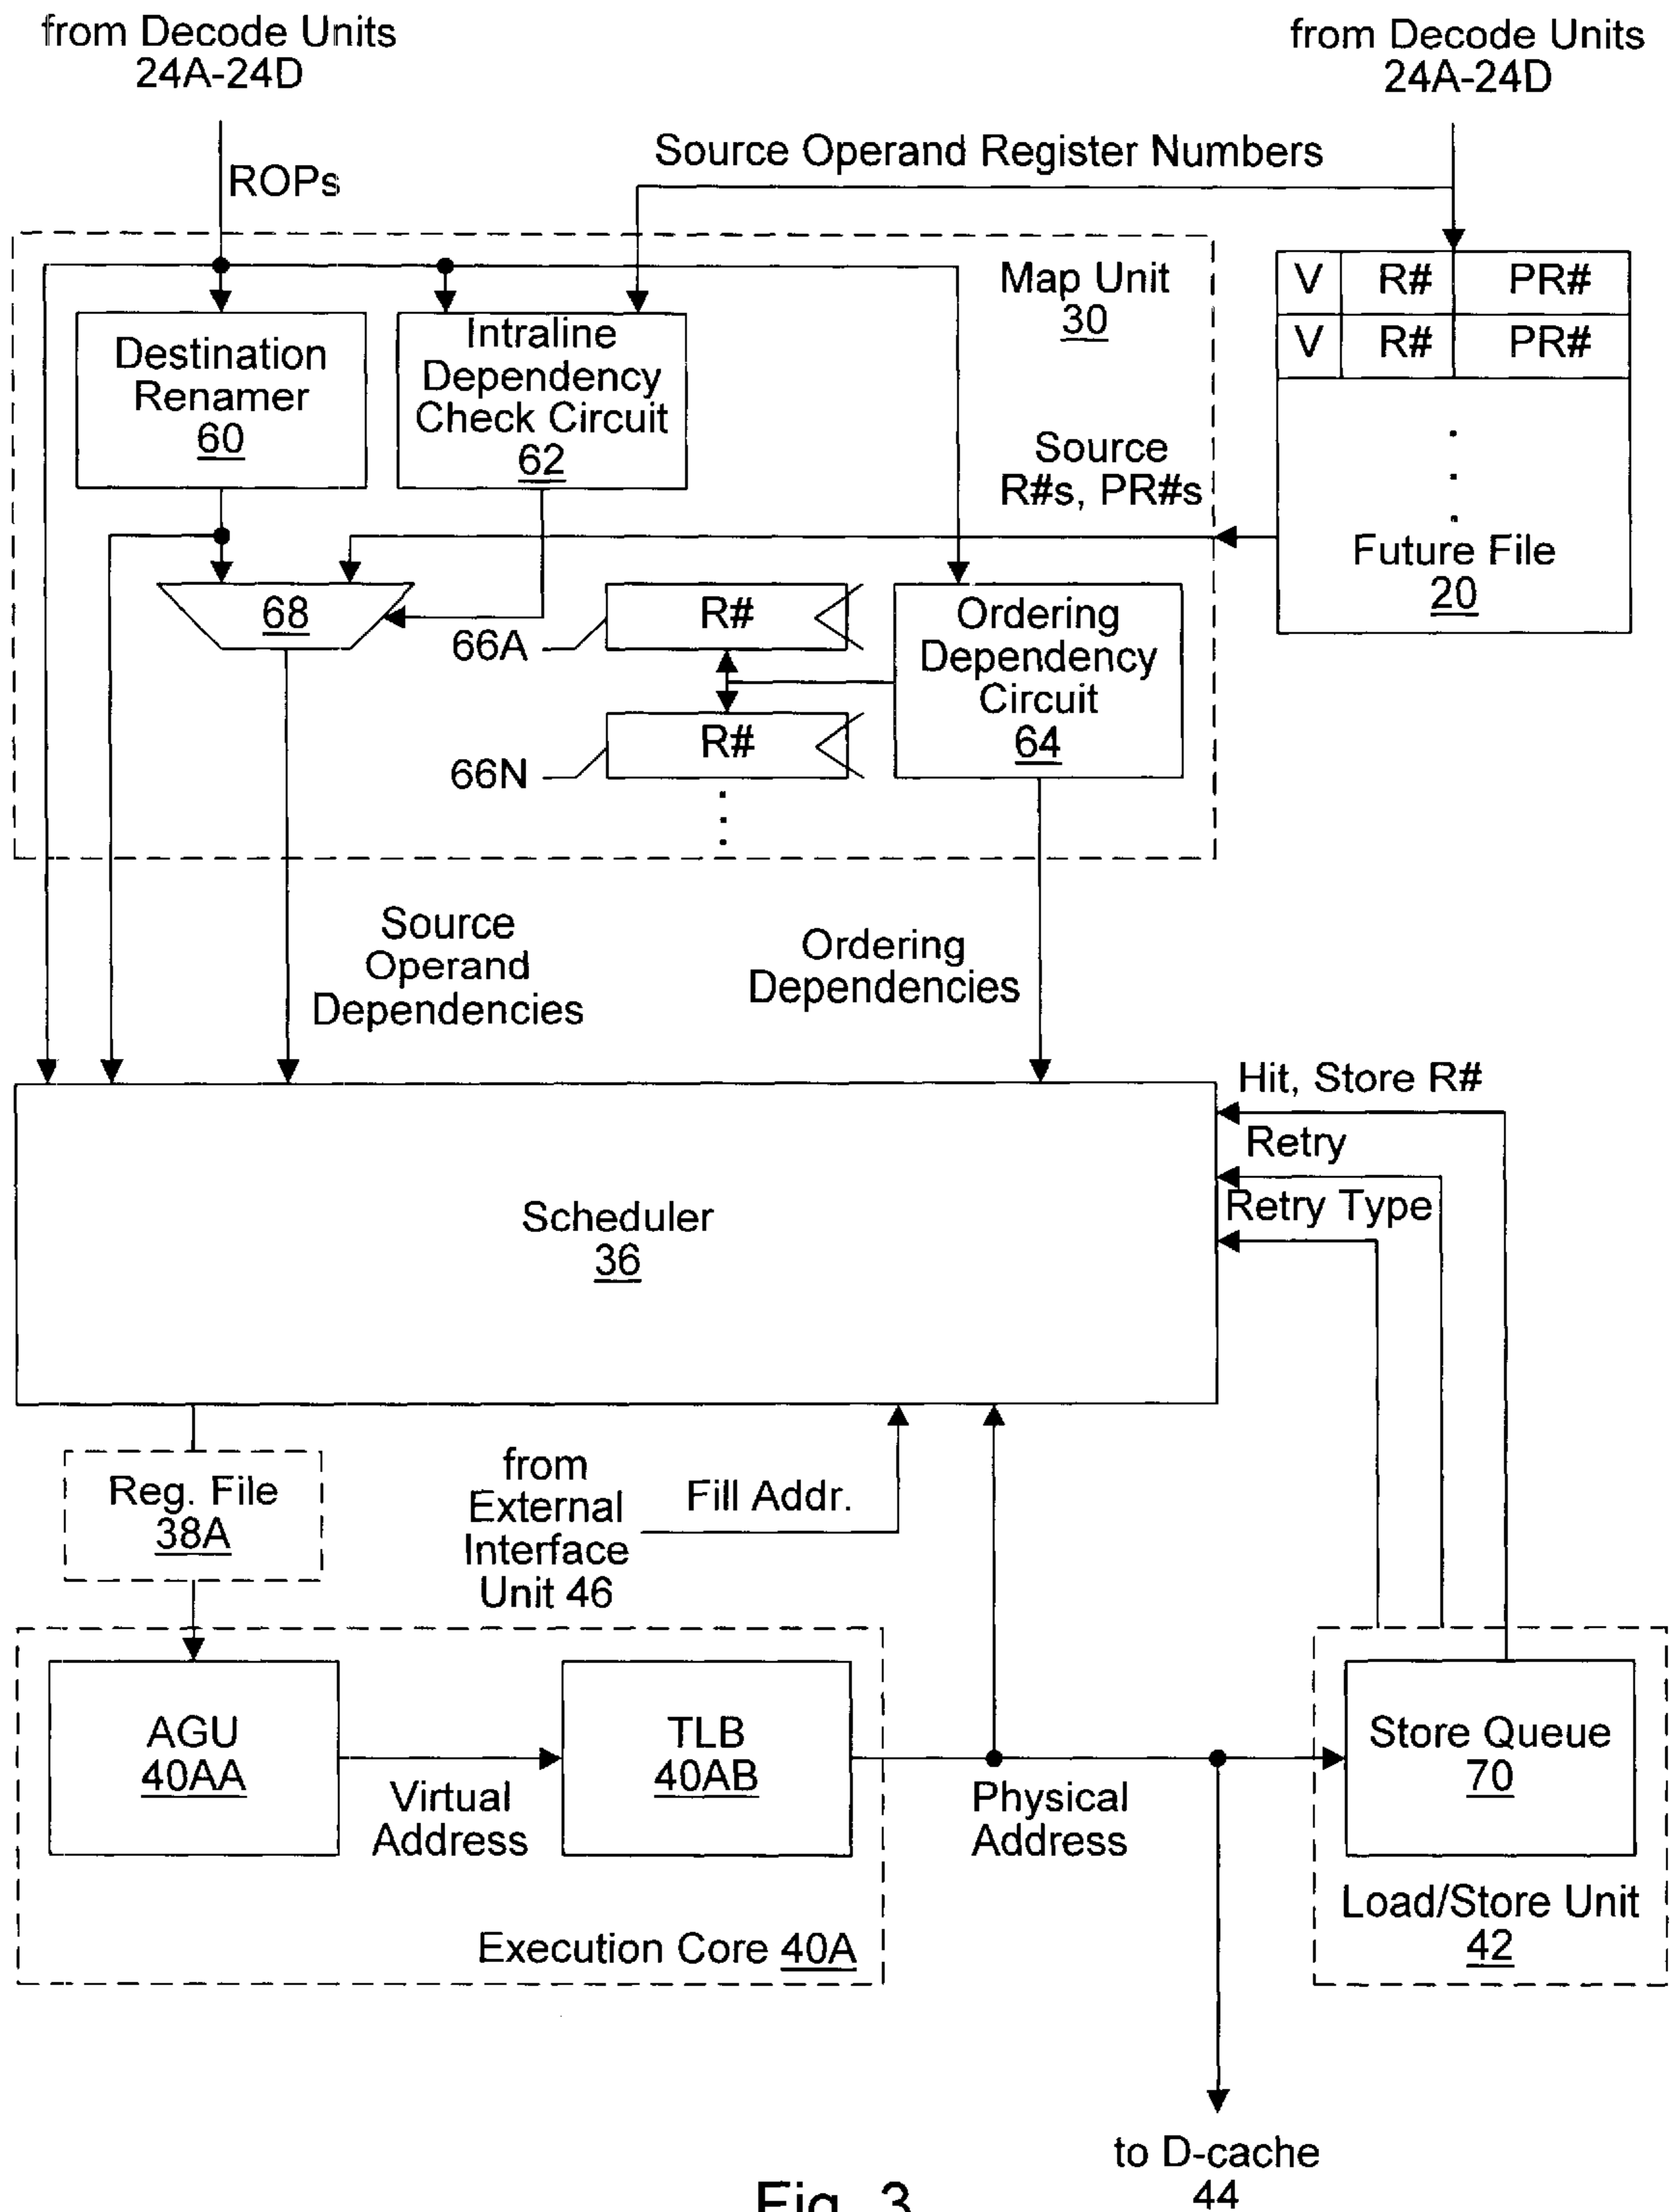 from Decode Units
24A-24D
from Decode Units
24A-24D
ROPs
Source Operand Register Numbers
Map Unit
30
V R# PR#
V R# PR#
Future File
20
Destination
Renamer
60
Intraline
Dependency
Check Circuit
62
Source
R#s, PR#s
68
66A
R#
66N
R#
Ordering
Dependency
Circuit
64
Source
Operand
Dependencies
Ordering
Dependencies
Hit, Store R#
Retry
Retry Type
Scheduler
36
Reg. File
38A
from
External
Interface
Unit 46
Fill Addr.
AGU
40AA
Virtual
Address
TLB
40AB
Physical
Address
Store Queue
70
Execution Core 40A
Load/Store Unit
42
to D-cache
44
Fig. 3